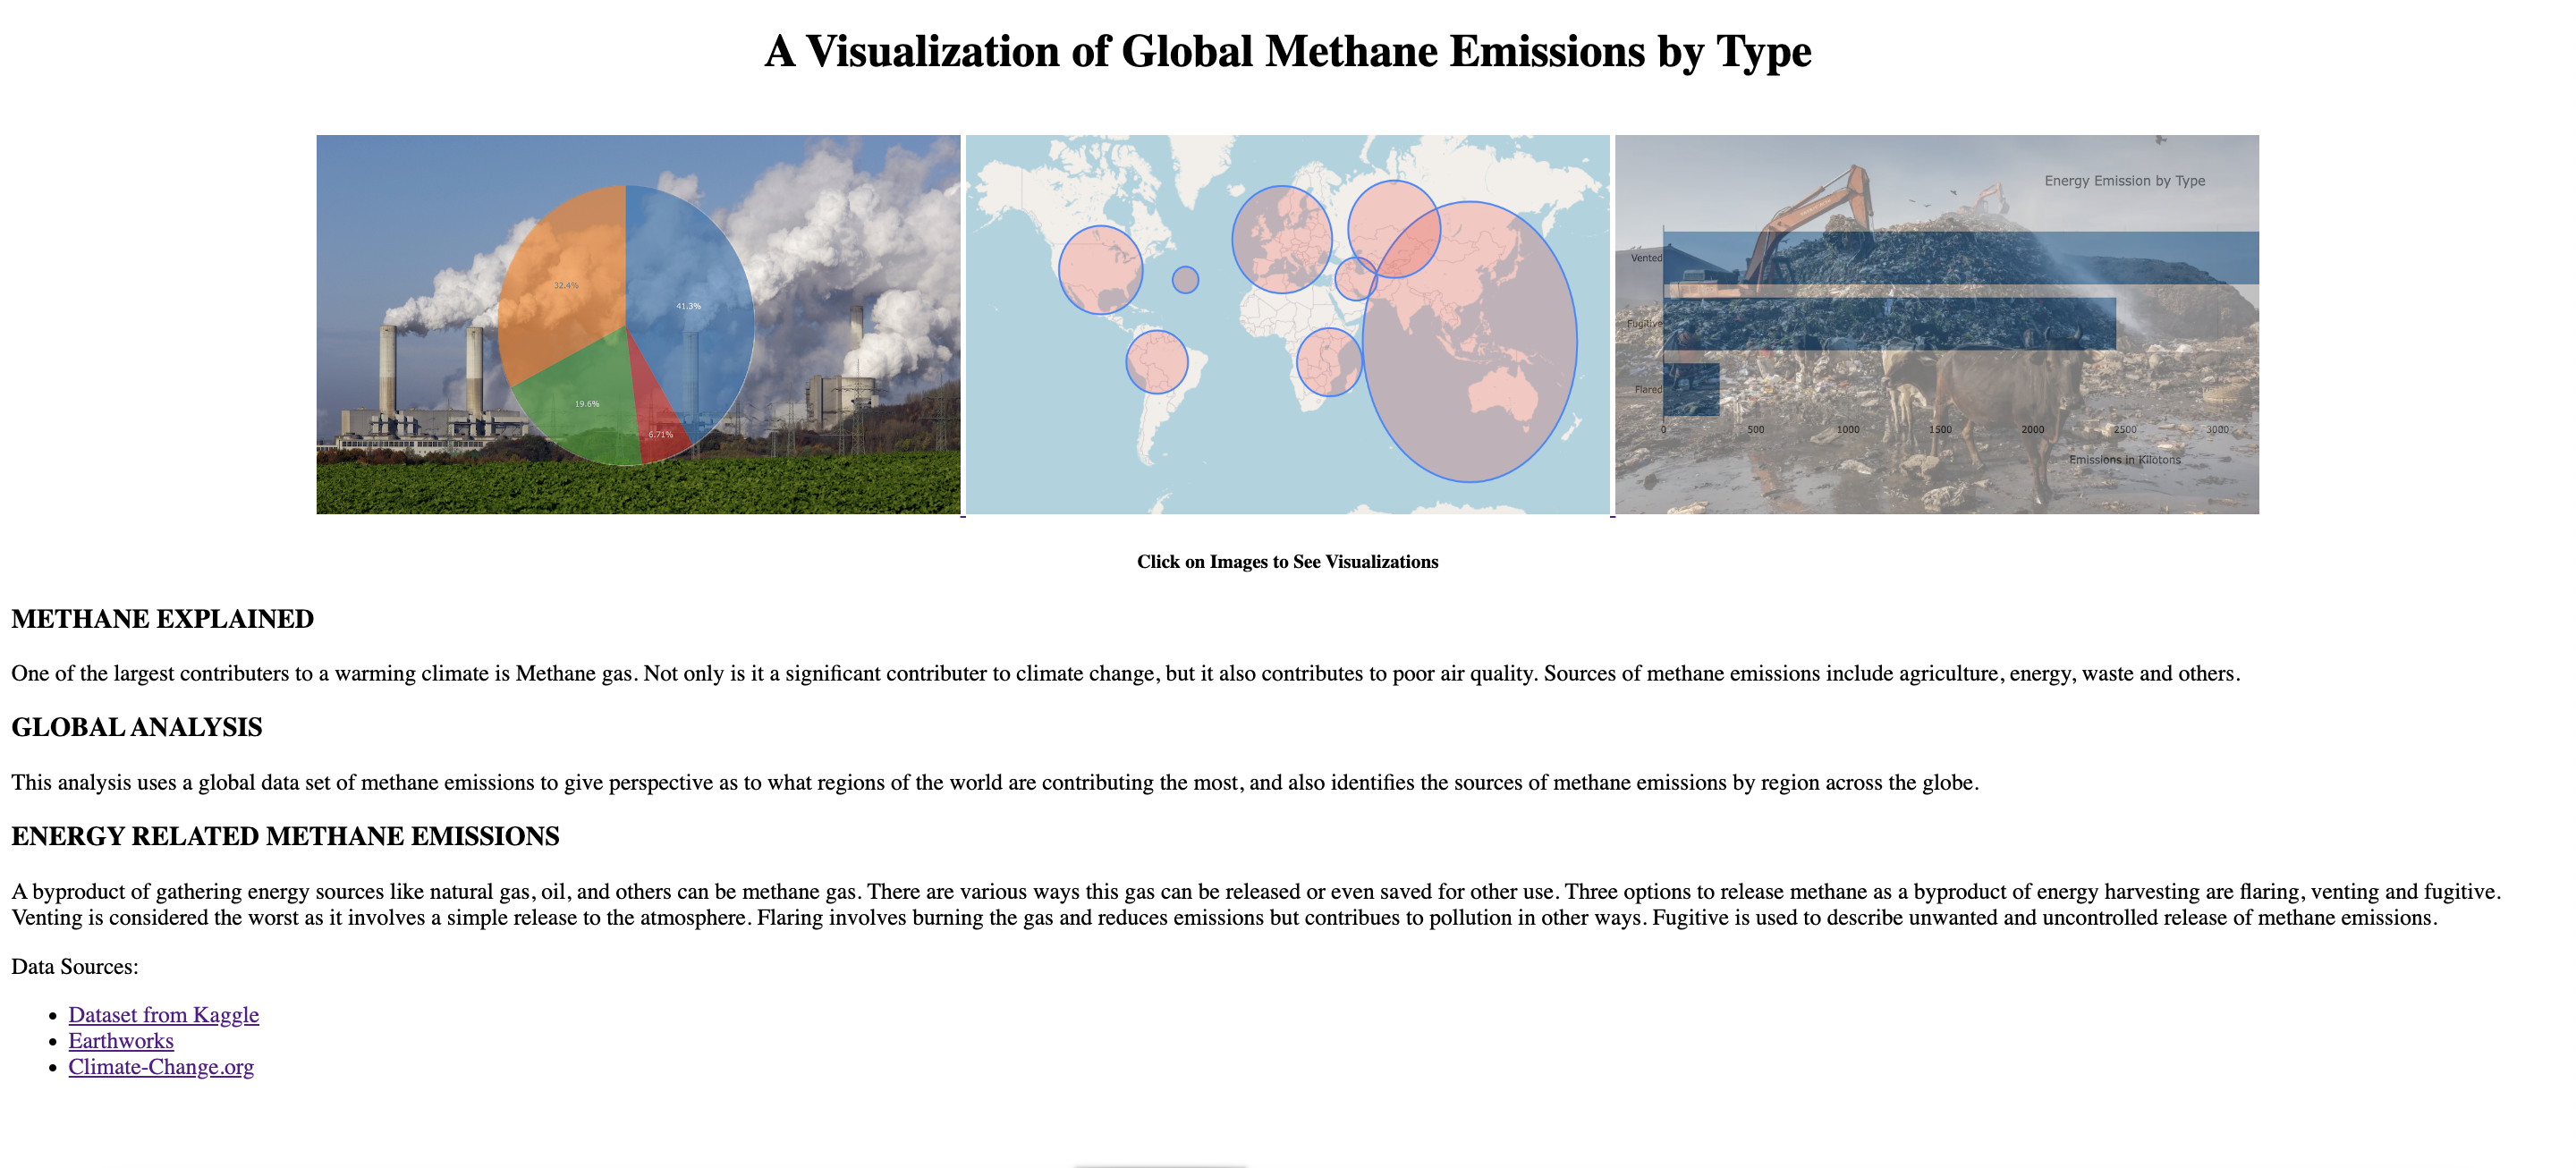 A Visualization of Global Methane Emissions by Type
32.4%
41.3%
19.6%
6.71%
Energy Emission by Type
Vented
Fugitive
Flared
0 500 1000 1500 2000 2500 3000
Emissions in Kilotons
Click on Images to See Visualizations
METHANE EXPLAINED
One of the largest contributers to a warming climate is Methane gas. Not only is it a significant contributer to climate change, but it also contributes to poor air quality. Sources of methane emissions include agriculture, energy, waste and others.
GLOBAL ANALYSIS
This analysis uses a global data set of methane emissions to give perspective as to what regions of the world are contributing the most, and also identifies the sources of methane emissions by region across the globe.
ENERGY RELATED METHANE EMISSIONS
A byproduct of gathering energy sources like natural gas, oil, and others can be methane gas. There are various ways this gas can be released or even saved for other use. Three options to release methane as a byproduct of energy harvesting are flaring, venting and fugitive.
Venting is considered the worst as it involves a simple release to the atmosphere. Flaring involves burning the gas and reduces emissions but contribues to pollution in other ways. Fugitive is used to describe unwanted and uncontrolled release of methane emissions.
Data Sources:
• Dataset from Kaggle
• Earthworks
• Climate-Change.org